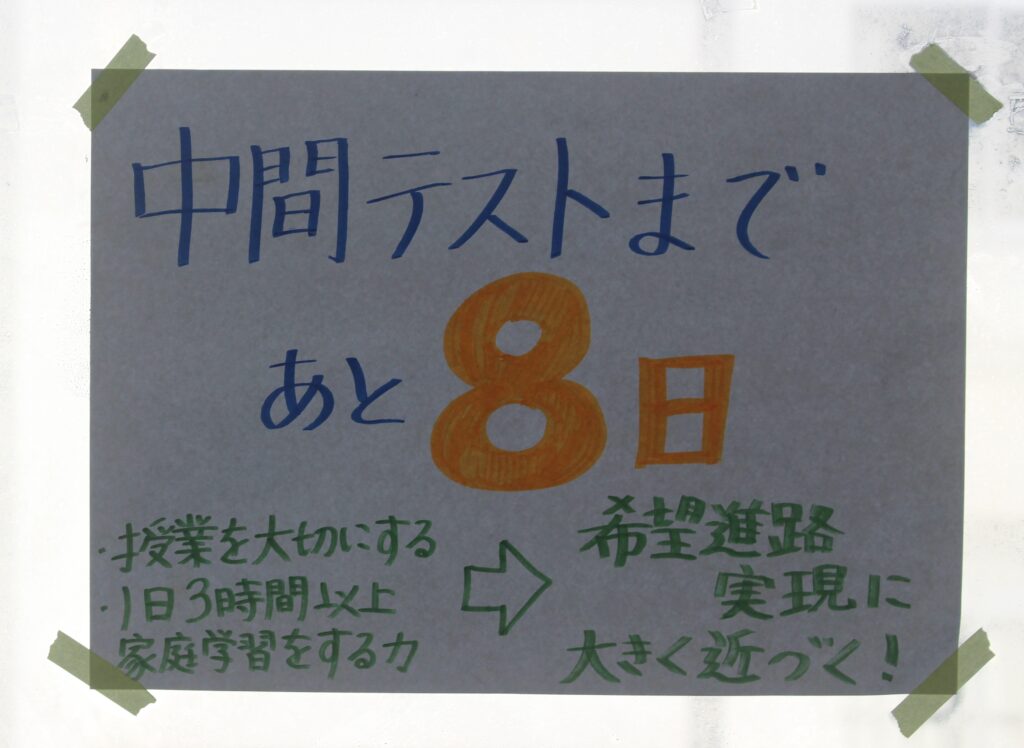 中間テストまで
あと8日
・授業を大切にする
・1日3時間以上
家庭学習をする力
⇨
希望進路
実現に
大きく近づく!